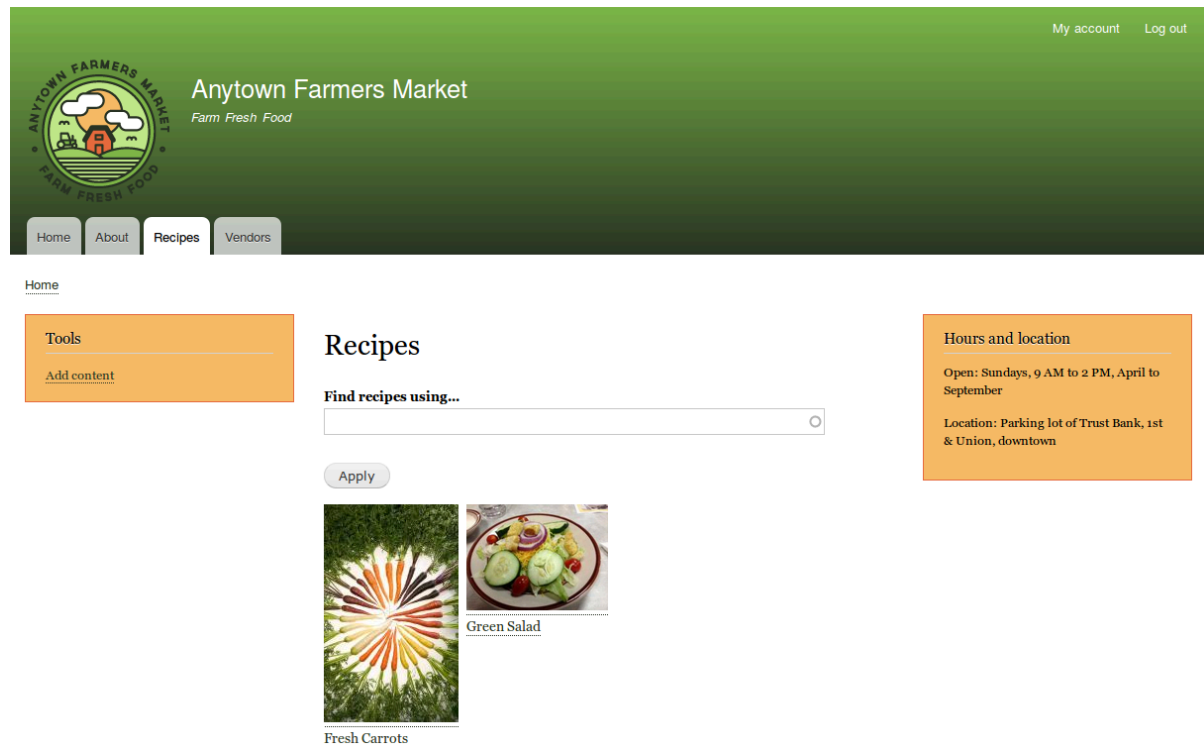 My account Log out
ANYTOWN FARMERS MARKET
FARM FRESH FOOD
Anytown Farmers Market
Farm Fresh Food
Home About Recipes Vendors
Home
Tools
Add content
Recipes
Find recipes using...
Apply
Green Salad
Fresh Carrots
Hours and location
Open: Sundays, 9 AM to 2 PM, April to
September
Location: Parking lot of Trust Bank, 1st
& Union, downtown